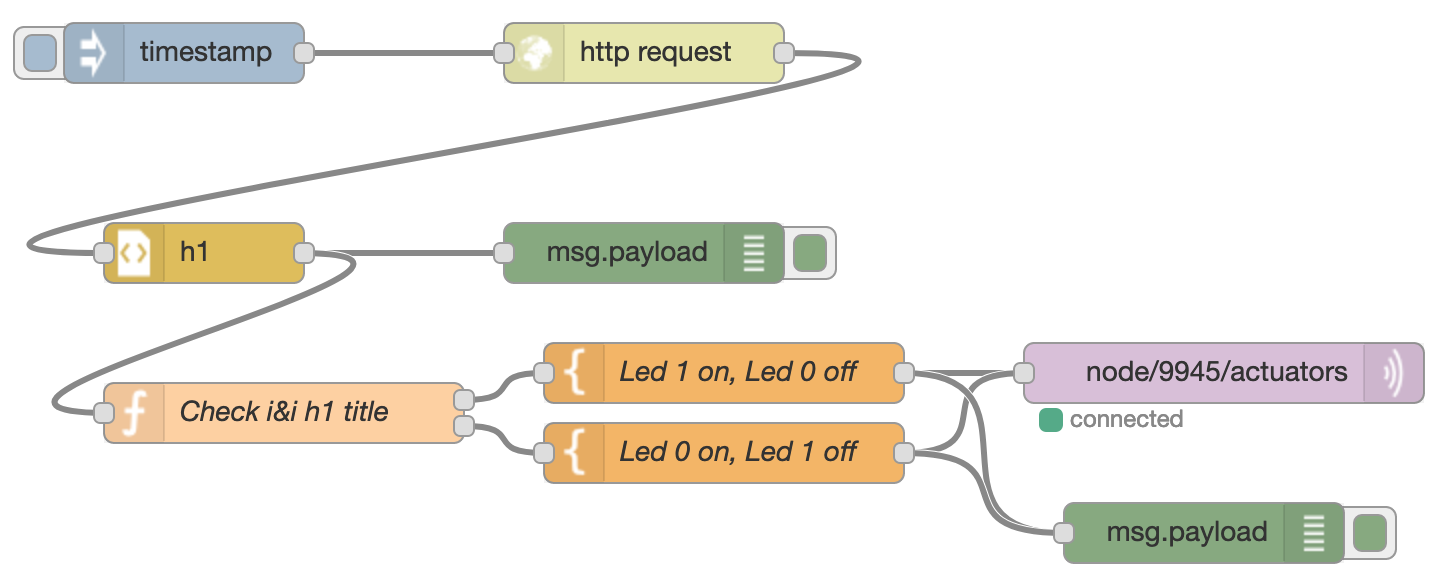 timestamp
http request
h1
msg.payload
Check i&i h1 title
Led 1 on, Led 0 off
node/9945/actuators
connected
Led 0 on, Led 1 off
msg.payload